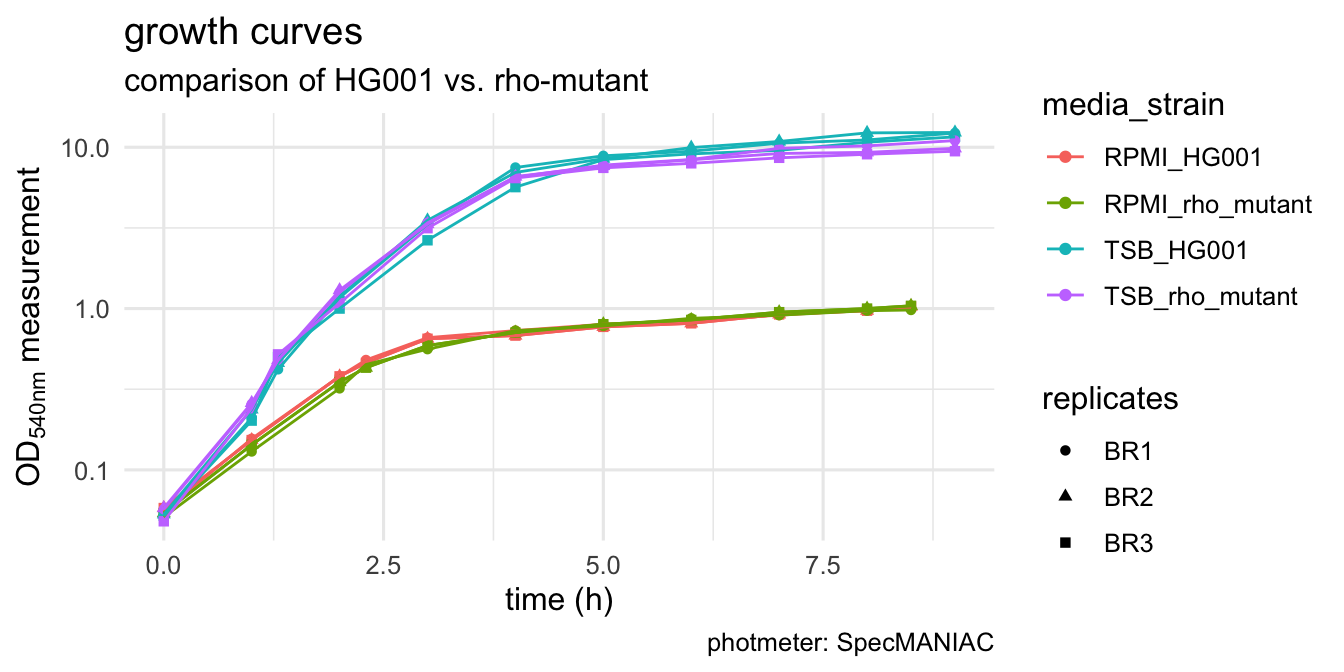 growth curves
comparison of HG001 vs. rho-mutant
OD540nm measurement
10.0
1.0
0.1
0.0 2.5 5.0 7.5
time (h)
photmeter: SpecMANIAC
media_strain
RPMI_HG001
RPMI_rho_mutant
TSB_HG001
TSB_rho_mutant
replicates
BR1
BR2
BR3